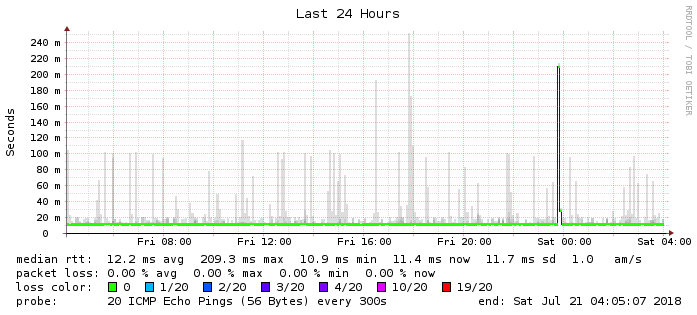 Last 24 Hours
RRDTOOL / TOBI OETIKER
Seconds
240 m
220 m
200 m
180 m
160 m
140 m
120 m
100 m
80 m
60 m
40 m
20 m
0
Fri 08:00 Fri 12:00 Fri 16:00 Fri 20:00 Sat 00:00 Sat 04:00
median rtt: 12.2 ms avg 209.3 ms max 10.9 ms min 11.4 ms now 11.7 ms sd 1.0 am/s
packet loss: 0.00 % avg 0.00 % max 0.00 % min 0.00 % now
loss color: 0 1/20 2/20 3/20 4/20 10/20 19/20
probe: 20 ICMP Echo Pings (56 Bytes) every 300s end: Sat Jul 21 04:05:07 2018